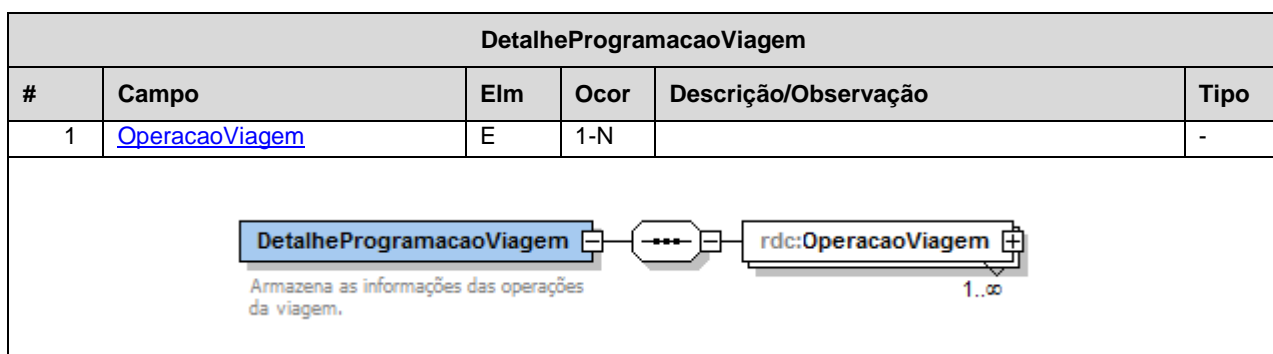 DetalheProgramacaoViagem
# Campo Elm Ocor Descrição/Observação Tipo
1 OperacaoViagem E 1-N -
DetalheProgramacaoViagem rdc:OperacaoViagem
Armazena as informações das operações
da viagem.
1..∞